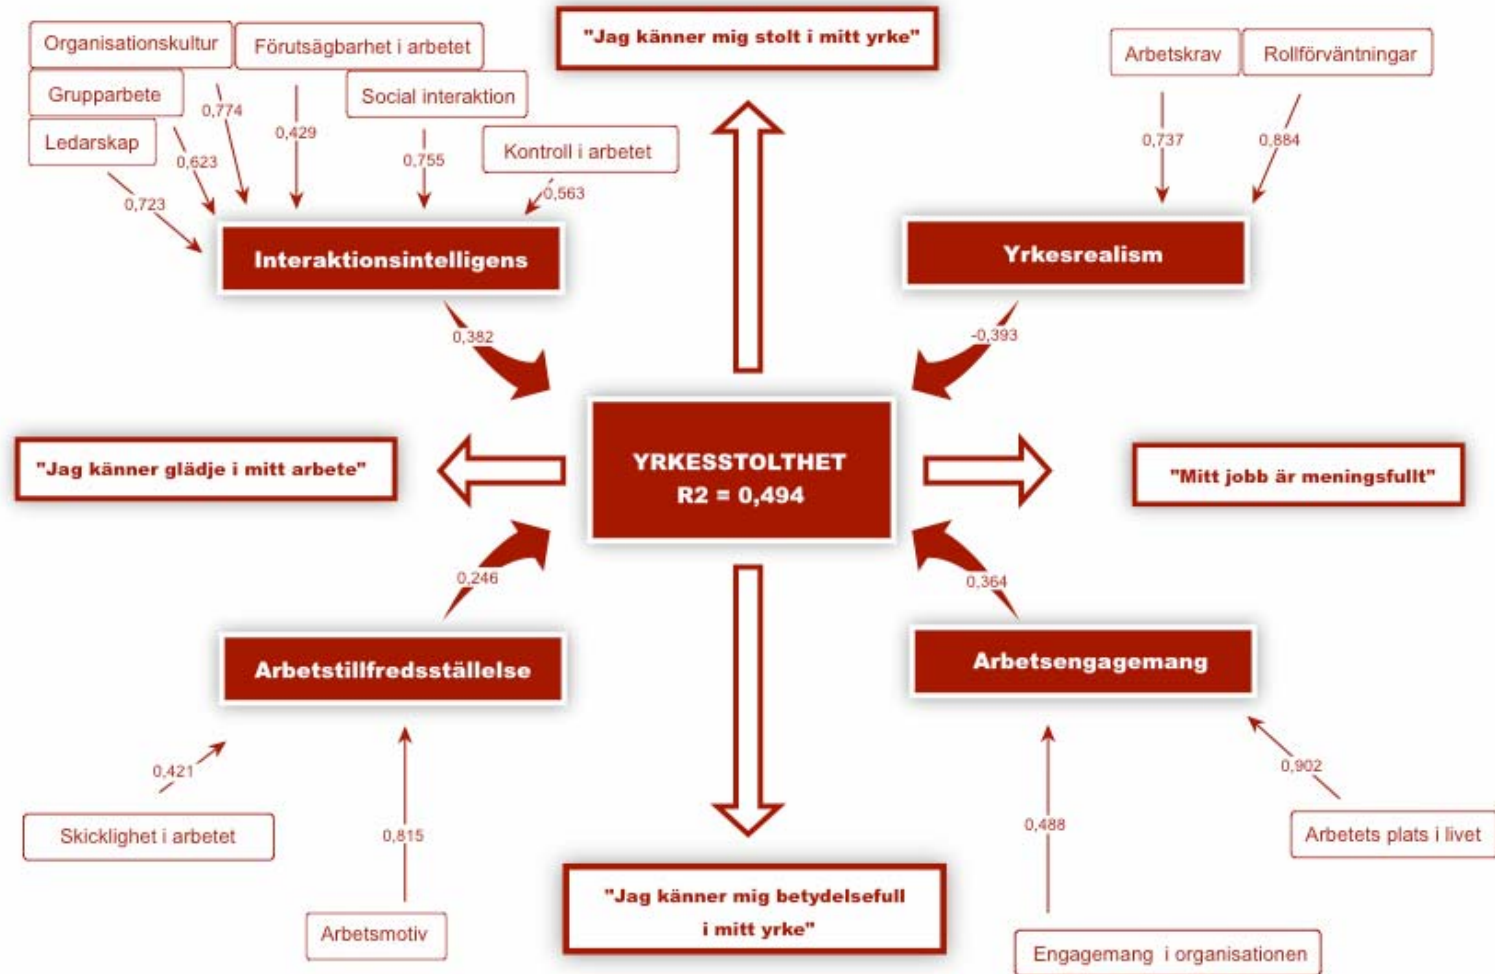 "Jag känner mig stolt i mitt yrke"
Organisationskultur
Förutsägbarhet i arbetet
Arbetskrav
Rollförväntningar
Grupparbete
Social interaktion
Ledarskap
Kontroll i arbetet
0,774
0,429
0,623
0,755
0,563
0,723
0,737
0,884
Interaktionsintelligens
Yrkesrealism
0,382
-0,393
"Jag känner glädje i mitt arbete"
YRKESSTOLTHET
R2 = 0,494
"Mitt jobb är meningsfullt"
0,246
0,364
Arbetstillfredsställelse
Arbetsengagemang
0,421
0,902
Skicklighet i arbetet
0,815
0,488
Arbetets plats i livet
Arbetsmotiv
"Jag känner mig betydelsefull
i mitt yrke"
Engagemang i organisationen